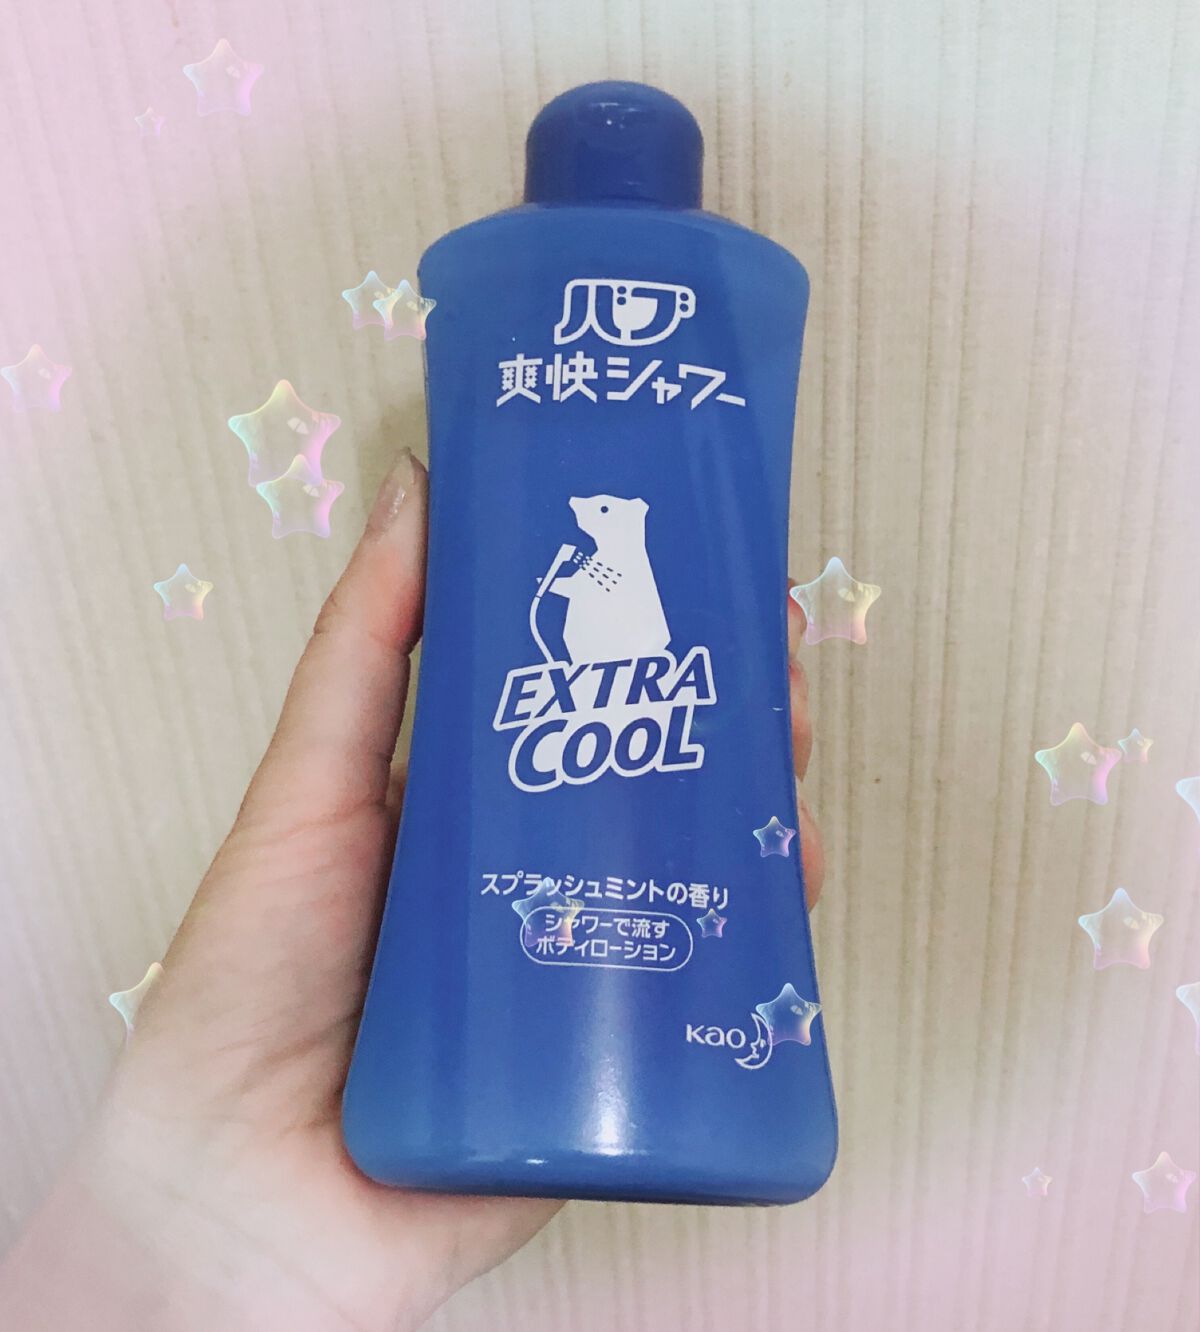 バブ
爽快シャワー
EXTRA
COOL
スプラッシュミントの香り
シャワーで流す
ボディローション
Kao